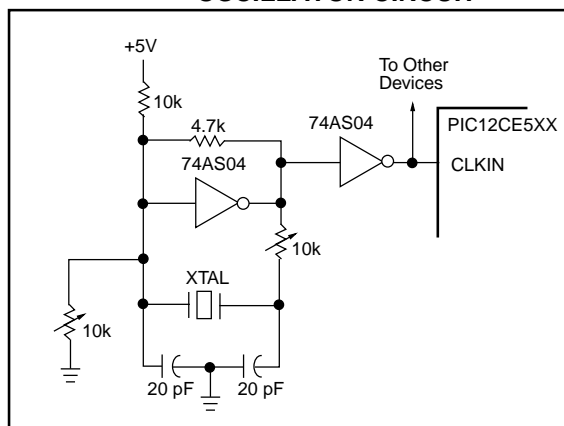 OSCILLATOR CIRCUIT
+5V
To Other
Devices
10k
4.7k
74AS04
PIC12CE5XX
74AS04
CLKIN
10k
XTAL
10k
20 pF
20 pF